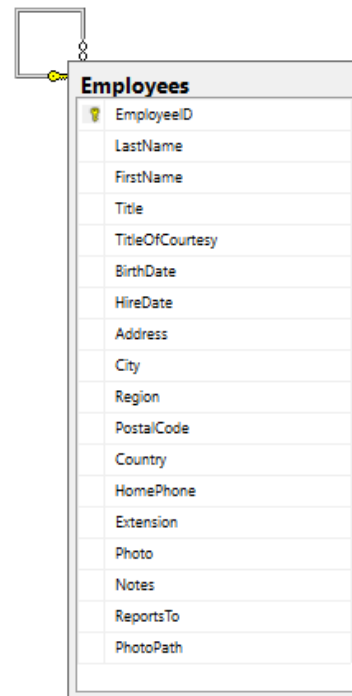 Employees
EmployeeID
LastName
FirstName
Title
TitleOfCourtesy
BirthDate
HireDate
Address
City
Region
PostalCode
Country
HomePhone
Extension
Photo
Notes
ReportsTo
PhotoPath